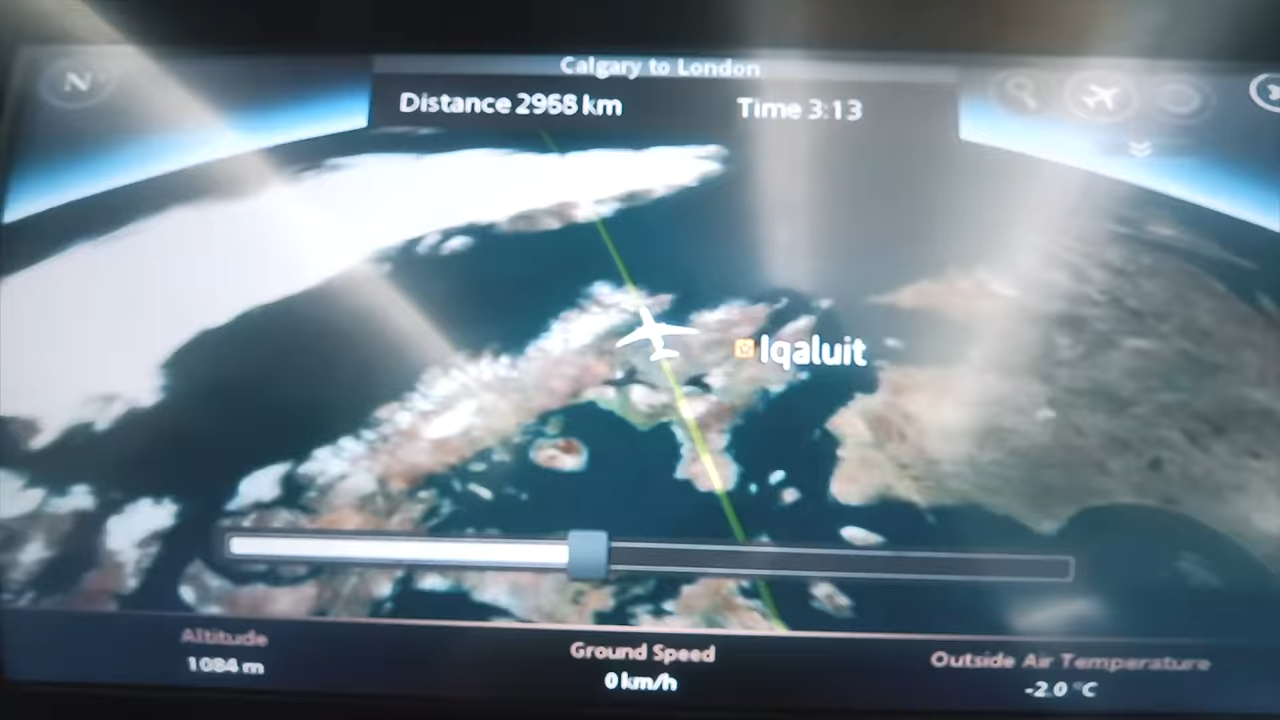 N
Calgary to London
Distance 2968 km
Time 3:13
Iqaluit
Altitude
1084 m
Ground Speed
0 km/h
Outside Air Temperature
-2.0 °C